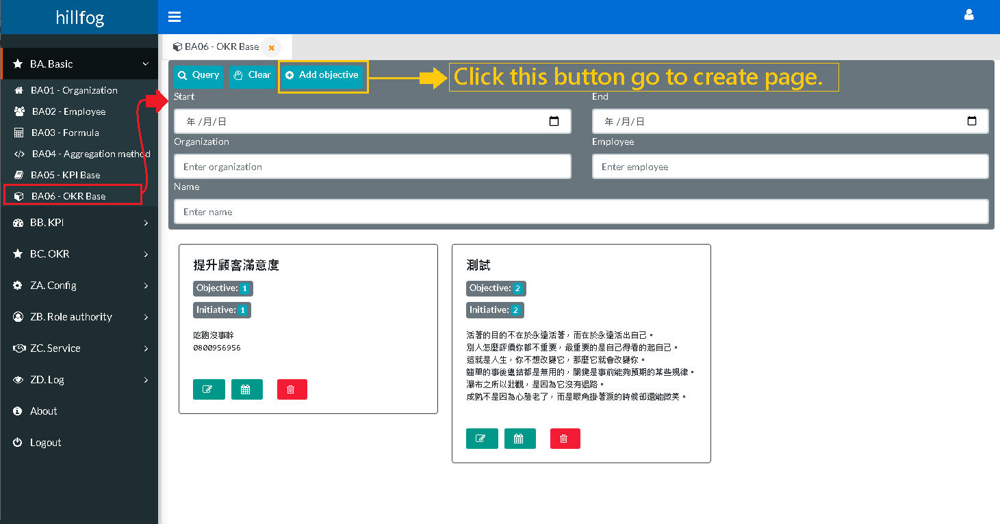 hillfog
BA. Basic
BA01 - Organization
BA02 - Employee
BA03 - Formula
BA04 - Aggregation method
BA05 - KPI Base
BA06 - OKR Base
BB. KPI
BC. OKR
ZA. Config
ZB. Role authority
ZC. Service
ZD. Log
About
Logout
BA06 - OKR Base
Query Clear Add objective
Click this button go to create page.
Start End
年 /月/日 年 /月/日
Organization Employee
Enter organization Enter employee
Name
Enter name
提升顧客滿意度
Objective: 1
Initiative: 1
吃飽沒事幹
0800956956
測試
Objective: 2
Initiative: 2
活著的目的不在於永遠活著，而在於永遠活出自己。
別人怎麼評價你都不重要，最重要的是自己得看的起自己。
這就是人生，你不想改變它，那麼它就會改變你。
簡單的事後總結都是無用的，關鍵是事前能夠預期的某些規律。
瀑布之所以壯觀，是因為它沒有退路。
成熟不是因為心態老了，而是眼角掛著淚的時候卻還能微笑。